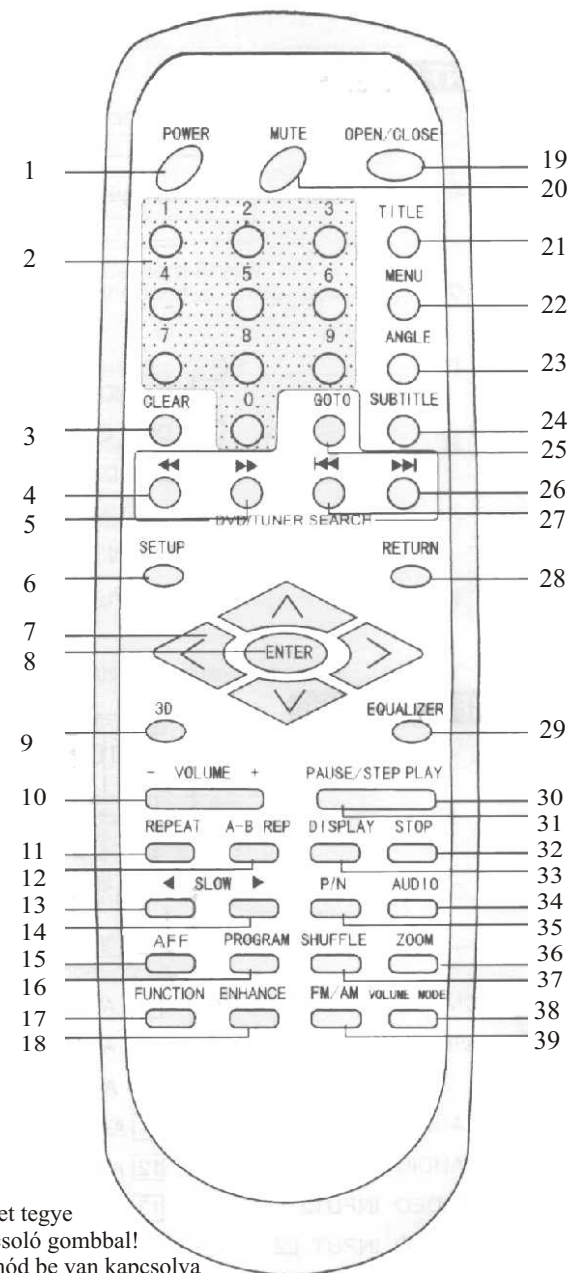 POWER MUTE OPEN/CLOSE
1 19
20
1 2 3 TITLE
2 21
4 5 6 MENU
22
7 8 9 ANGLE
23
CLEAR 0 GOTO SUBTITLE
3 24
25
4 26
5 DVD/TUNER SEARCH 27
SETUP RETURN
6 28
7
8 ENTER
3D EQUALIZER
9 29
- VOLUME + PAUSE/STEP PLAY
10 30
31
REPEAT A-B REP DISPLAY STOP
11 32
12 33
◀ SLOW ▶ P/N AUDIO
13 34
14 35
AFF PROGRAM SHUFFLE ZOOM
15 36
16 37
FUNCTION ENHANCE FM/AM VOLUME MODE
17 38
18 39
et tegye
soló gombbal!
nód be van kapcsolva